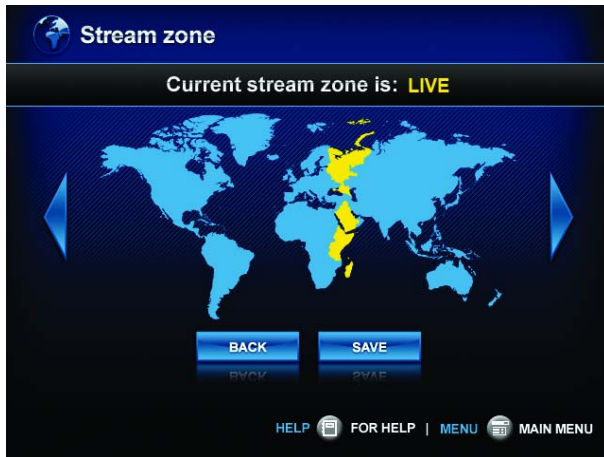 Stream zone
Current stream zone is: LIVE
BACK SAVE
HELP FOR HELP | MENU MAIN MENU